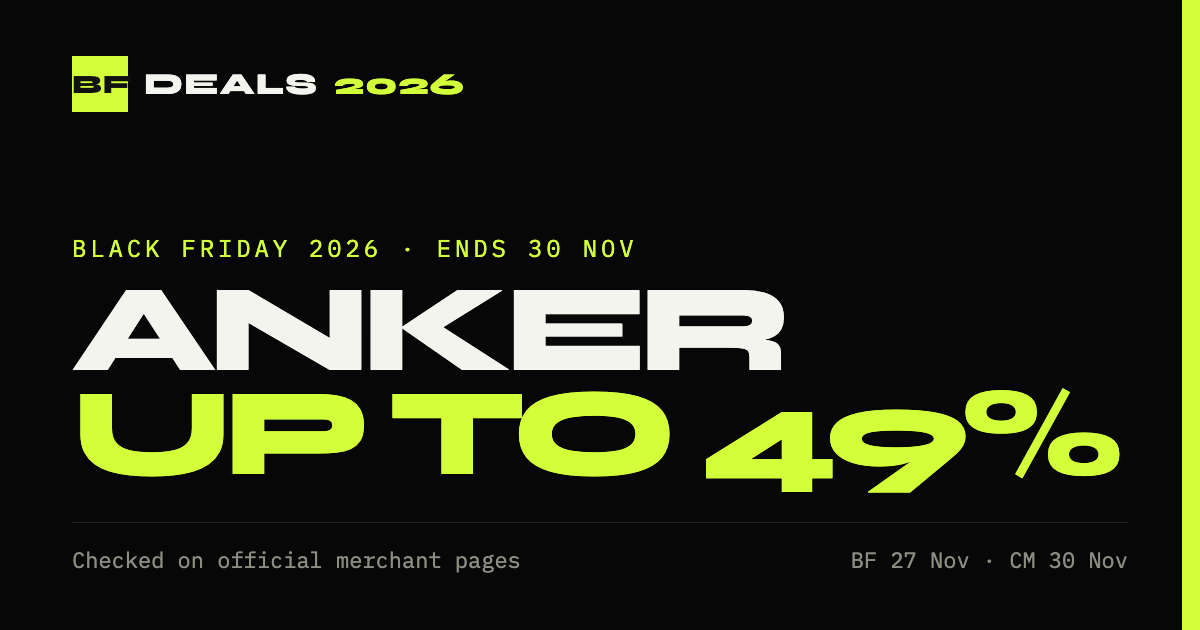 BF DEALS 2026
BLACK FRIDAY 2026 · ENDS 30 NOV
ANKER
UP TO 49%
Checked on official merchant pages
BF 27 Nov · CM 30 Nov